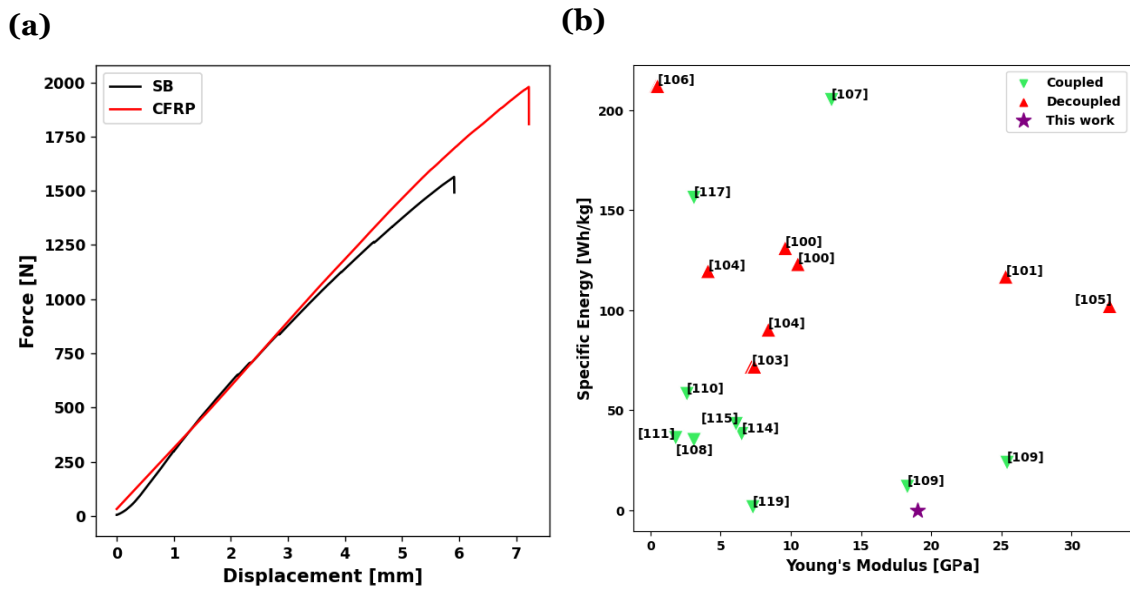 (a)
(b)
SB
CFRP
2000
1750
1500
1250
1000
750
500
250
0
Force [N]
0 1 2 3 4 5 6 7
Displacement [mm]
Coupled
Decoupled
This work
[106]
[107]
[117]
[100]
[100]
[104]
[101]
[105]
[104]
[103]
[110]
[115]
[114]
[111]
[108]
[109]
[109]
[119]
200
150
100
50
0
Specific Energy [Wh/kg]
0 5 10 15 20 25 30
Young's Modulus [GPa]